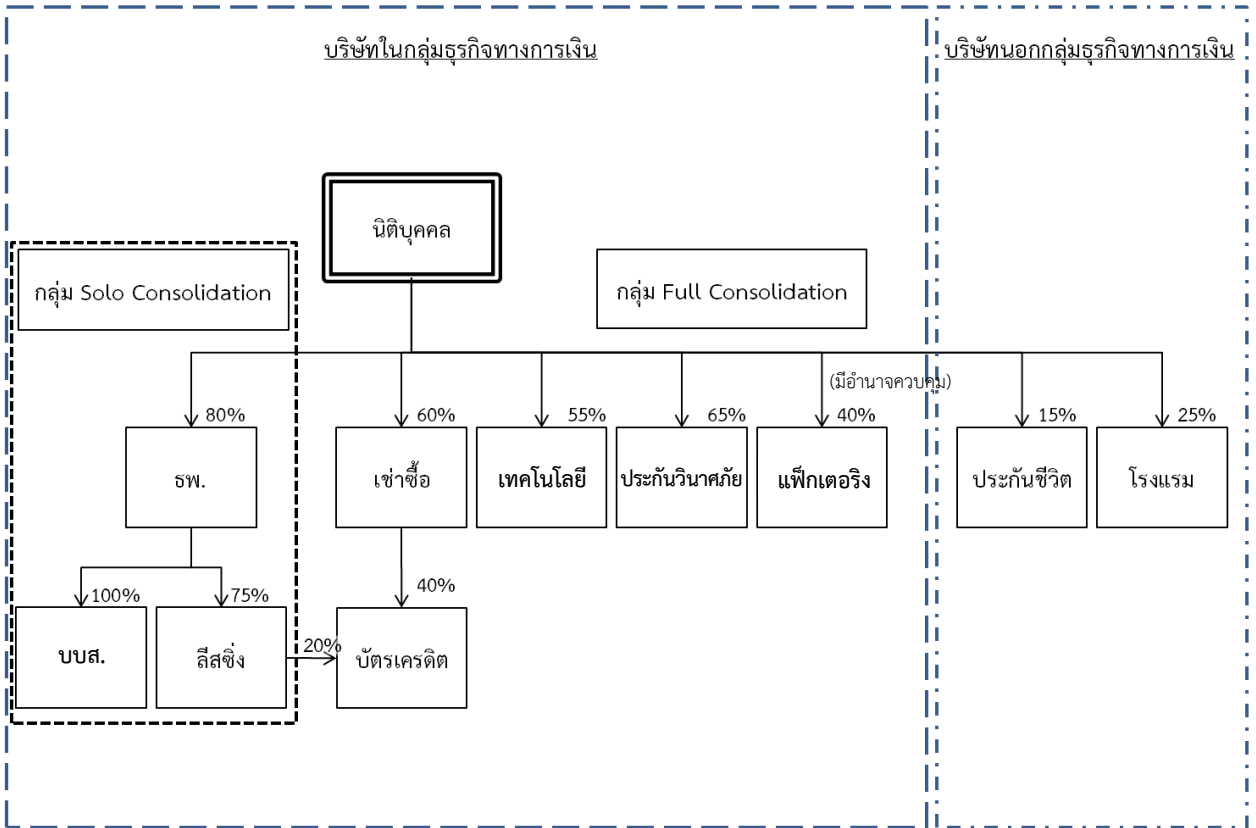 บริษัทในกลุ่มธุรกิจทางการเงิน
บริษัทนอกกลุ่มธุรกิจทางการเงิน
นิติบุคคล
กลุ่ม Solo Consolidation
กลุ่ม Full Consolidation
(มีอำนาจควบคุม)
80%
60%
55%
65%
40%
15%
25%
ธพ.
เช่าซื้อ
เทคโนโลยี
ประกันวินาศภัย
แฟ็กเตอริง
ประกันชีวิต
โรงแรม
100%
75%
40%
20%
บบส.
ลีสซิ่ง
บัตรเครดิต